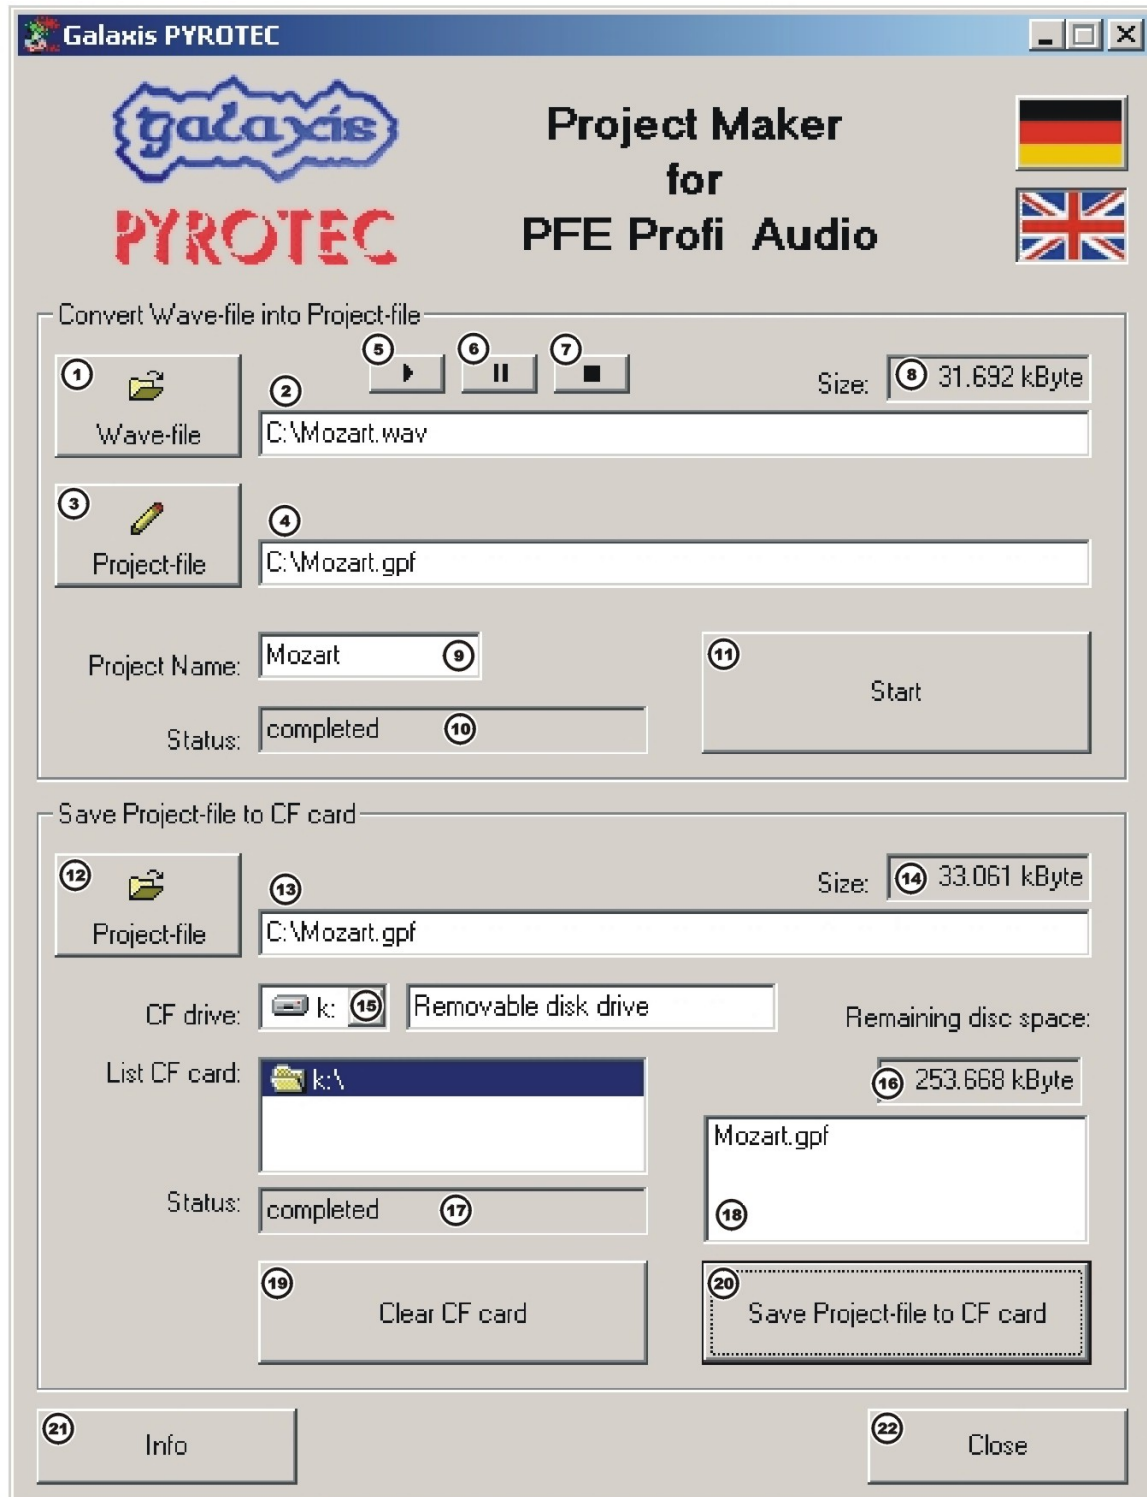 Galaxis PYROTEC
galaxis
PYROTEC
Project Maker
for
PFE Profi Audio
Convert Wave-file into Project-file
1
Wave-file
2
5
6
7
Size:
8 31.692 kByte
C:\Mozart.wav
3
Project-file
4
C:\Mozart.gpf
Project Name:
Mozart 9
Status:
completed 10
11
Start
Save Project-file to CF card
12
Project-file
13
Size:
14 33.061 kByte
C:\Mozart.gpf
CF drive:
k: 15
Removable disk drive
Remaining disc space:
List CF card:
k:\
16 253.668 kByte
Mozart.gpf
18
Status:
completed 17
19
Clear CF card
20
Save Project-file to CF card
21
Info
22
Close